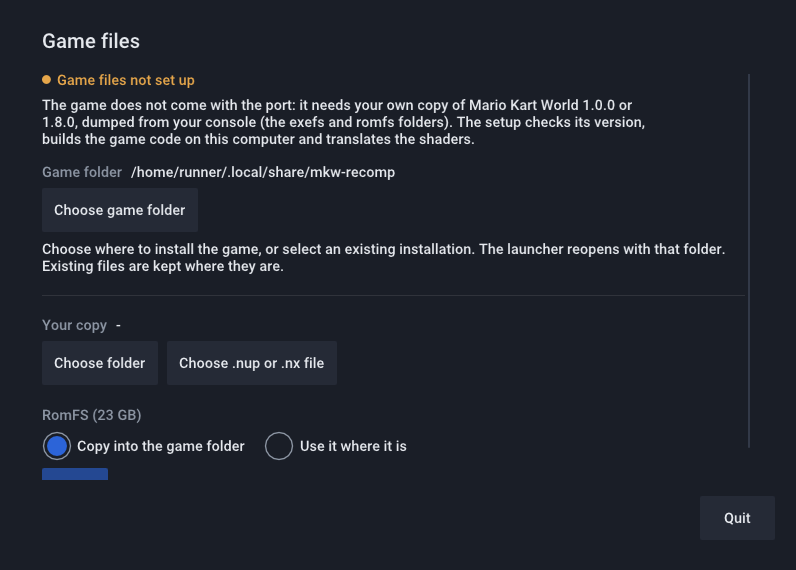 Game files
Game files not set up
The game does not come with the port: it needs your own copy of Mario Kart World 1.0.0 or
1.8.0, dumped from your console (the exefs and romfs folders). The setup checks its version,
builds the game code on this computer and translates the shaders.
Game folder /home/runner/.local/share/mkw-recomp
Choose game folder
Choose where to install the game, or select an existing installation. The launcher reopens with that folder.
Existing files are kept where they are.
Your copy -
Choose folder Choose .nup or .nx file
RomFS (23 GB)
Copy into the game folder Use it where it is
Quit